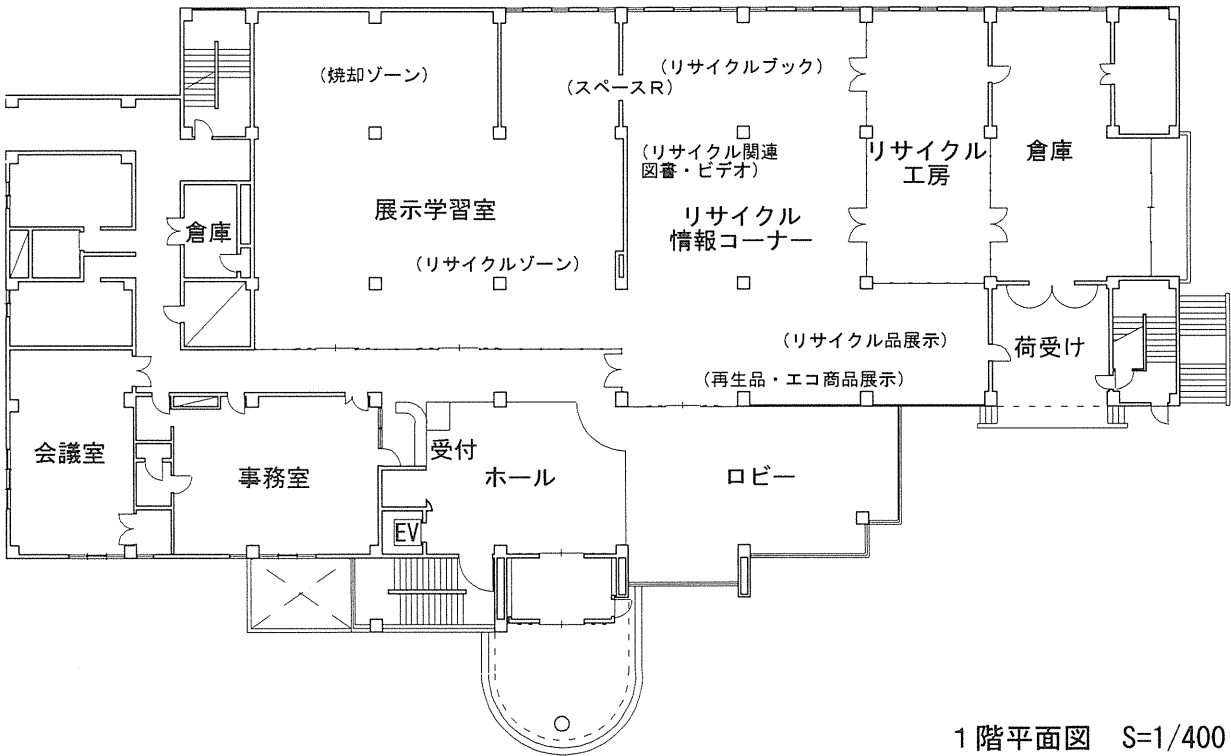 （焼却ゾーン）
（スペースＲ）
（リサイクルブック）
（リサイクル関連
図書・ビデオ）
リサイクル
工房
倉庫
展示学習室
倉庫
リサイクル
情報コーナー
（リサイクルゾーン）
（リサイクル品展示）
荷受け
（再生品・エコ商品展示）
会議室
事務室
受付
ホール
ロビー
EV
１階平面図 S=1/400